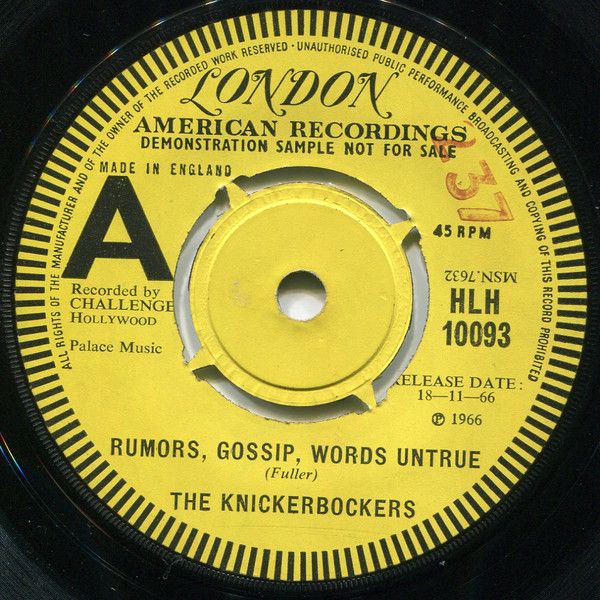 ALL RIGHTS OF THE MANUFACTURER AND OF THE OWNER OF THE RECORDED WORK RESERVED · UNAUTHORISED PUBLIC PERFORMANCE BROADCASTING AND COPYING OF THIS RECORD PROHIBITED
LONDON
AMERICAN RECORDINGS
DEMONSTRATION SAMPLE NOT FOR SALE
MADE IN ENGLAND
A
Recorded by
CHALLENGE
HOLLYWOOD
Palace Music
37
45 RPM
MSN.7632
HLH
10093
RELEASE DATE:
18—11—66
℗ 1966
RUMORS, GOSSIP, WORDS UNTRUE
(Fuller)
THE KNICKERBOCKERS